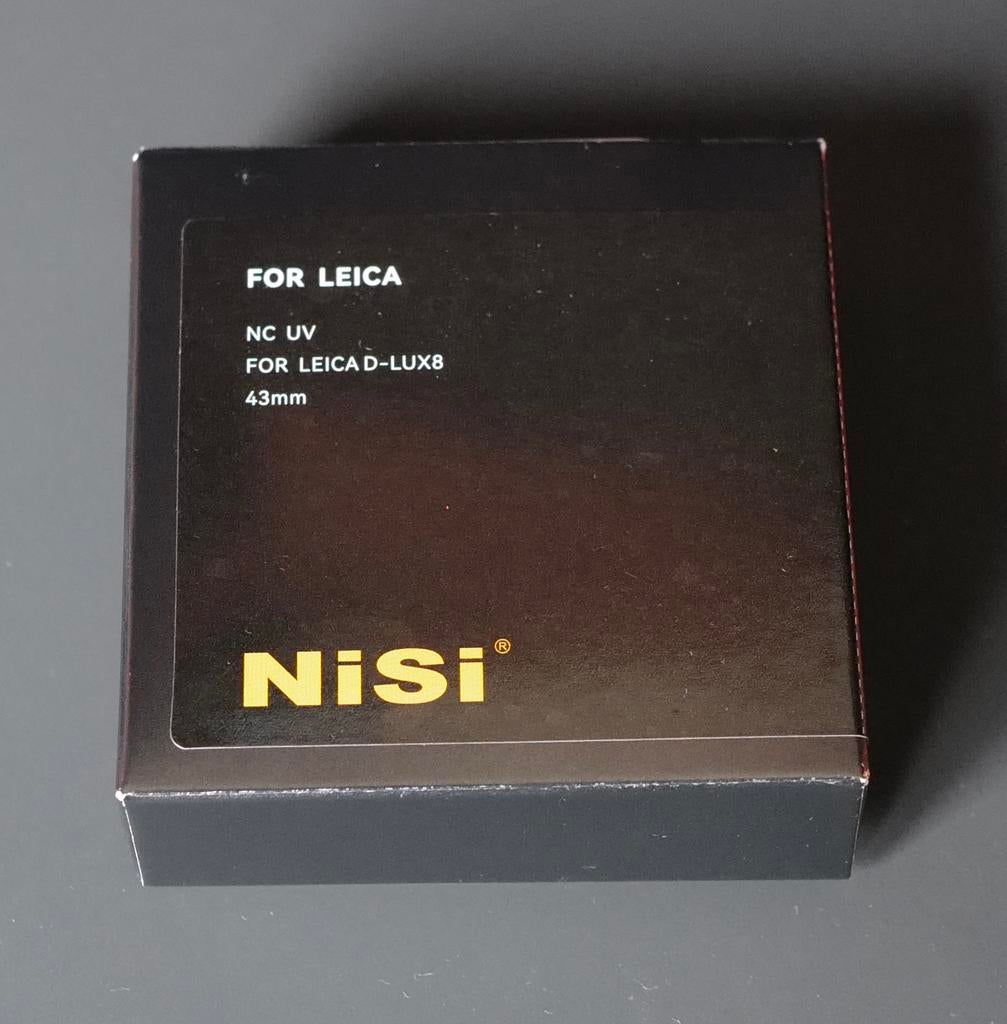 FOR LEICA
NC UV
FOR LEICA D-LUX8
43mm
NiSi®